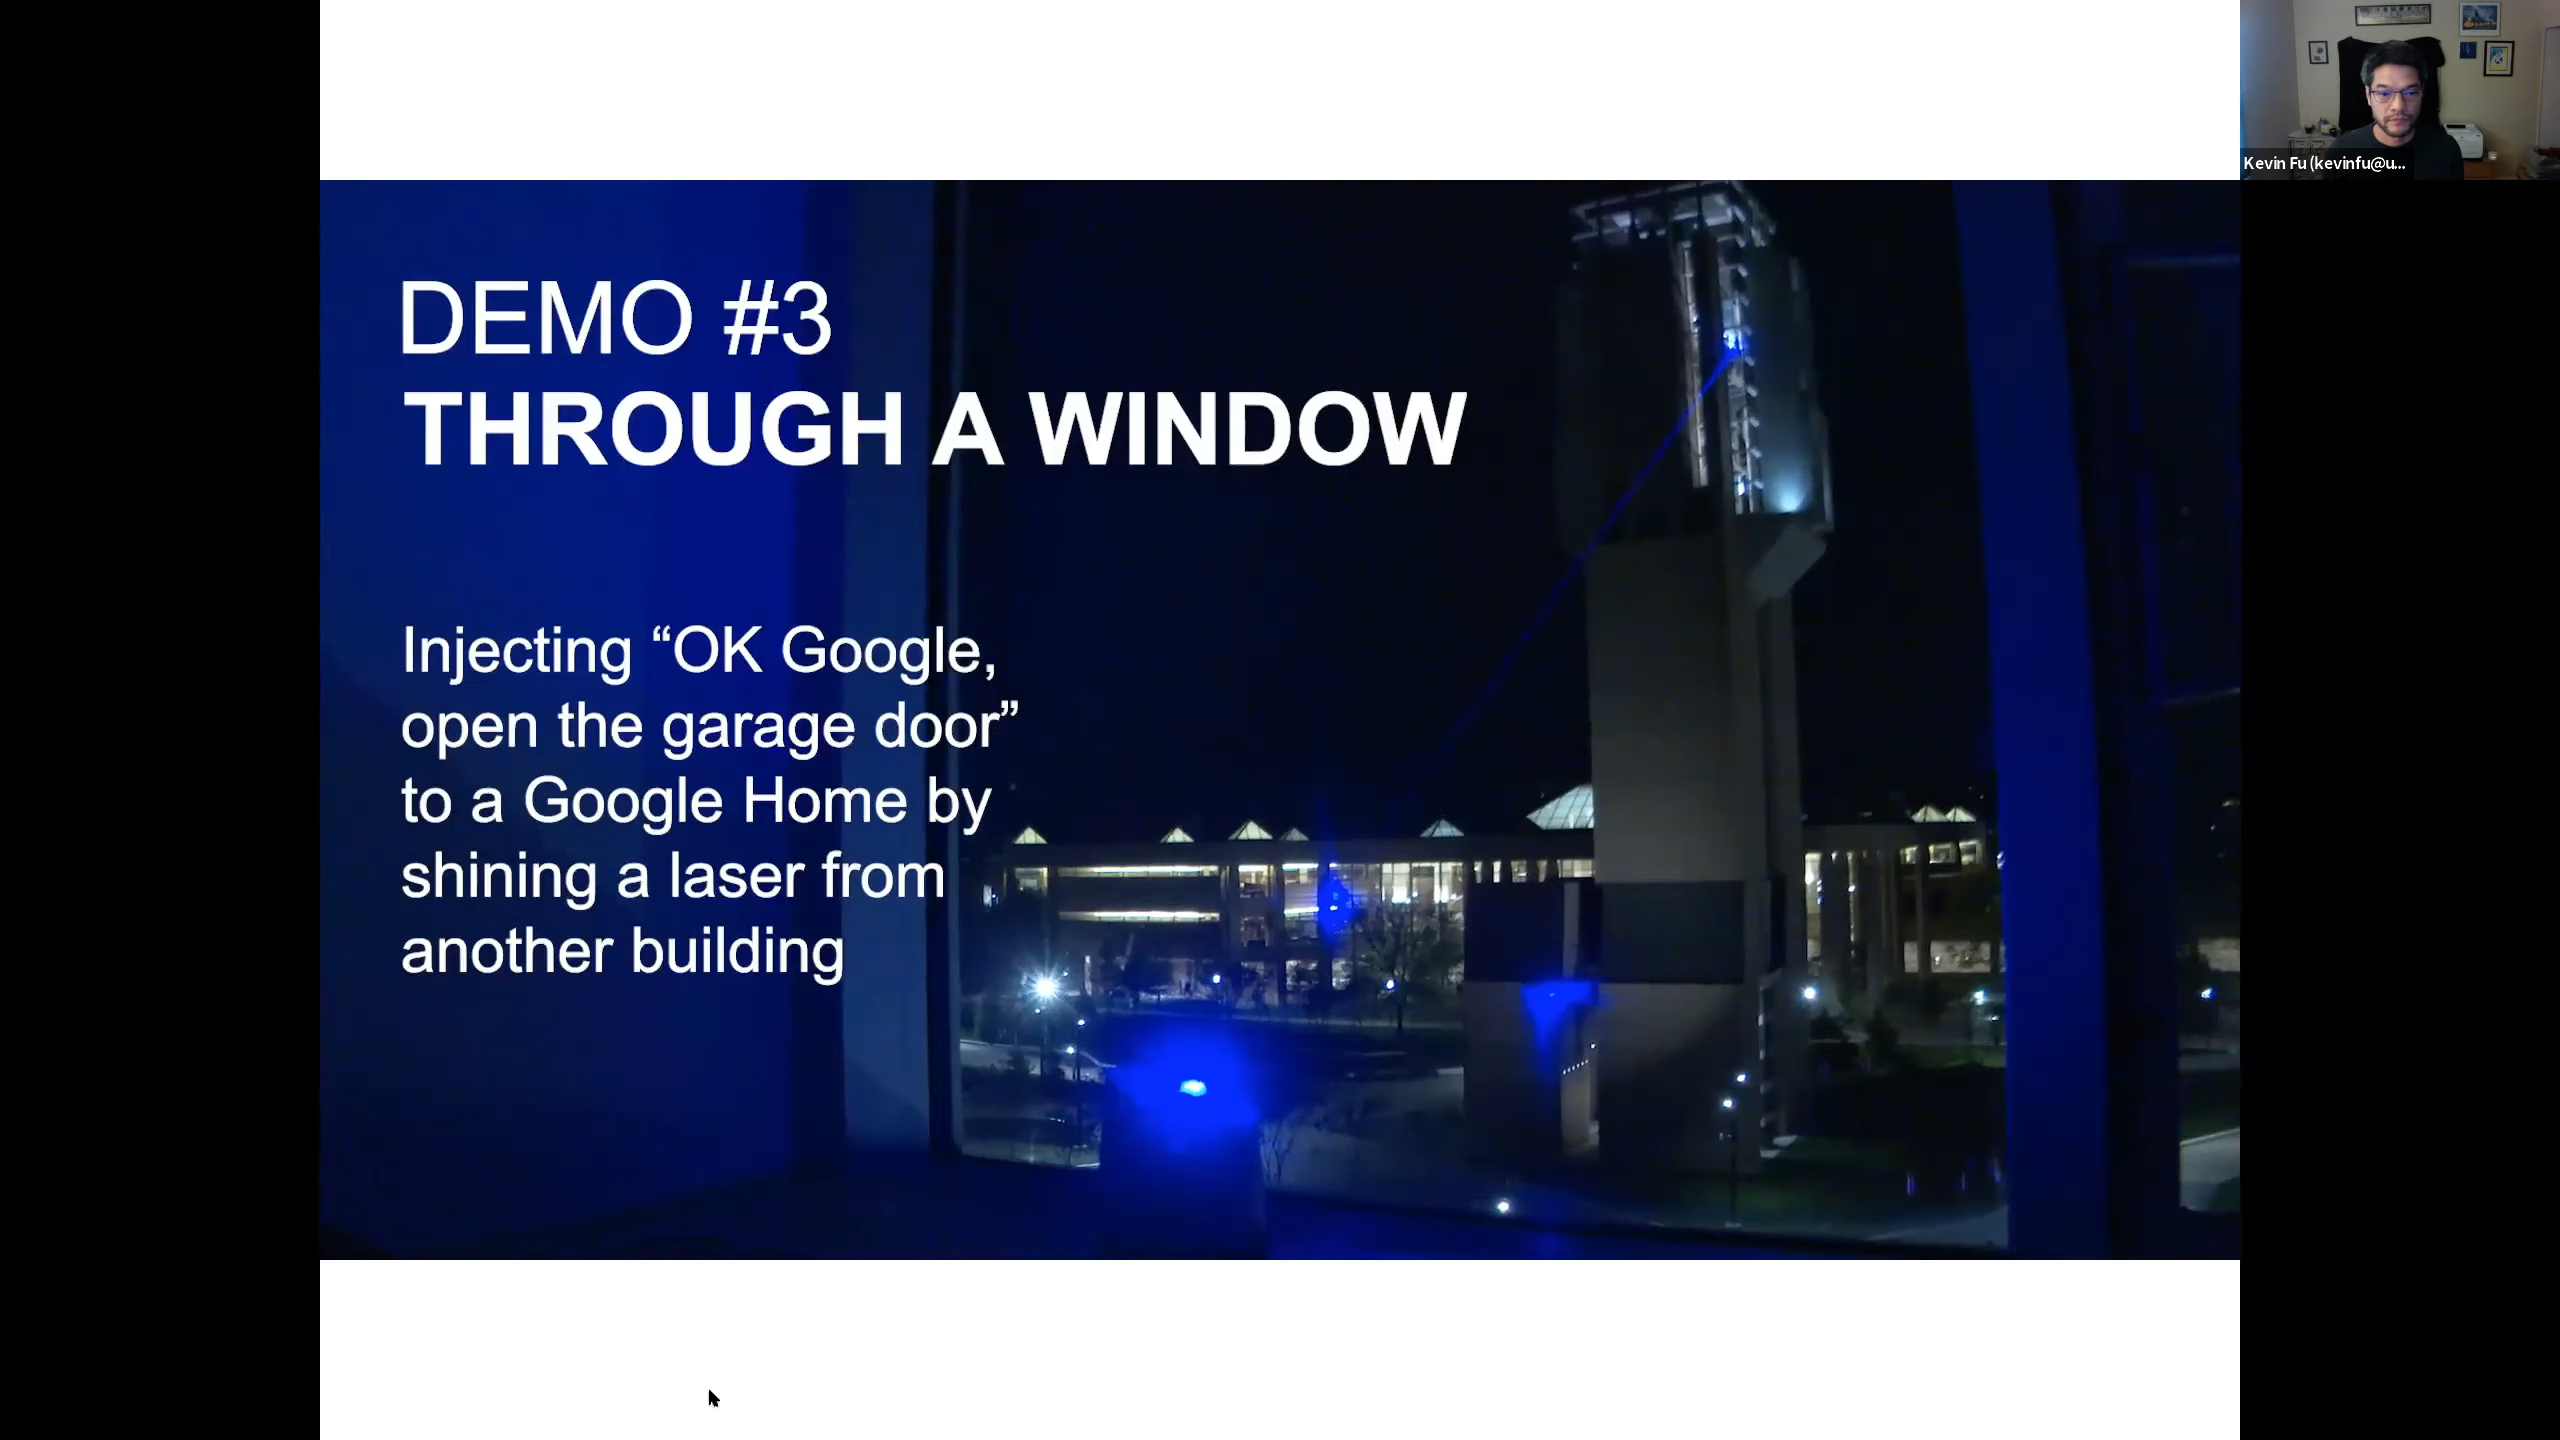 DEMO #3
THROUGH A WINDOW
Injecting “OK Google,
open the garage door”
to a Google Home by
shining a laser from
another building
Kevin Fu (kevinfu@u...